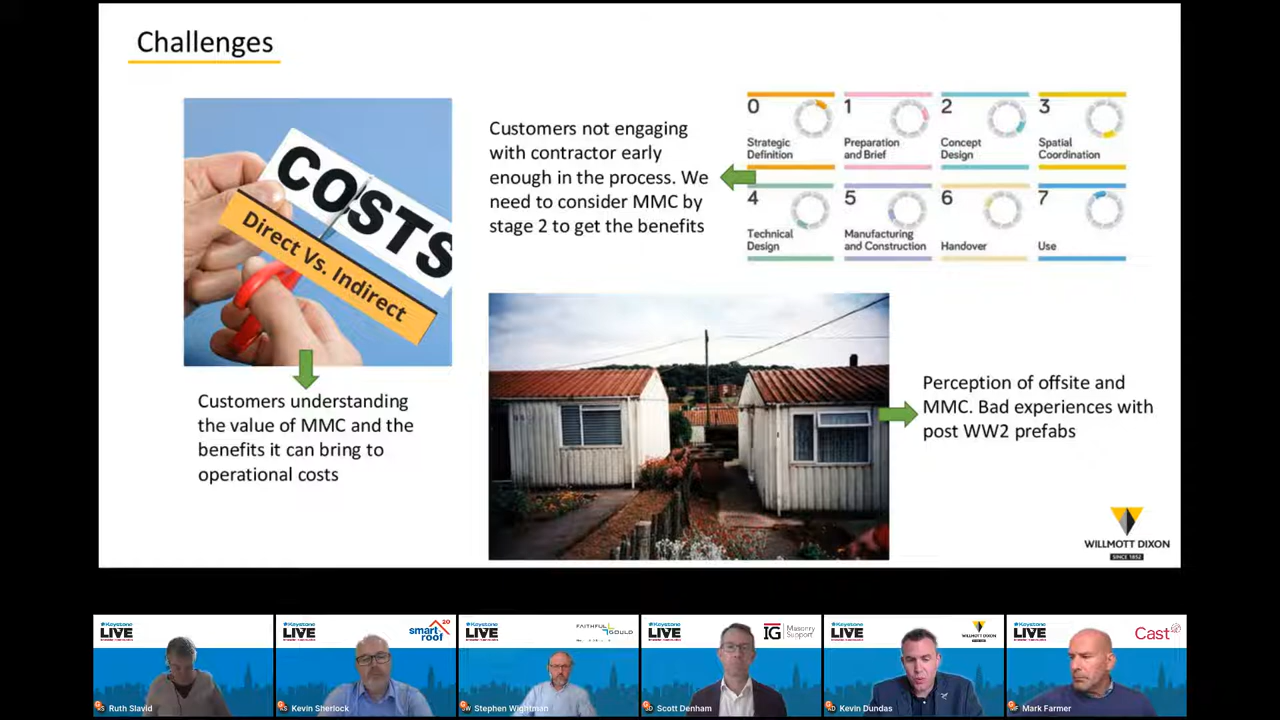 Challenges
COSTS
Direct Vs. Indirect
Customers understanding
the value of MMC and the
benefits it can bring to
operational costs
Customers not engaging
with contractor early
enough in the process. We
need to consider MMC by
stage 2 to get the benefits
0
Strategic
Definition
1
Preparation
and Brief
2
Concept
Design
3
Spatial
Coordination
4
Technical
Design
5
Manufacturing
and Construction
6
Handover
7
Use
Perception of offsite and
MMC. Bad experiences with
post WW2 prefabs
WILLMOTT DIXON
SINCE 1852
Keystone
LIVE
Ruth Slavid
Keystone
LIVE
smart
roof
20
Kevin Sherlock
Keystone
LIVE
FAITHFUL
GOULD
Stephen Wightman
Keystone
LIVE
IG Masonry
Support
Scott Denham
Keystone
LIVE
WILLMOTT DIXON
Kevin Dundas
Keystone
LIVE
Cast
Mark Farmer